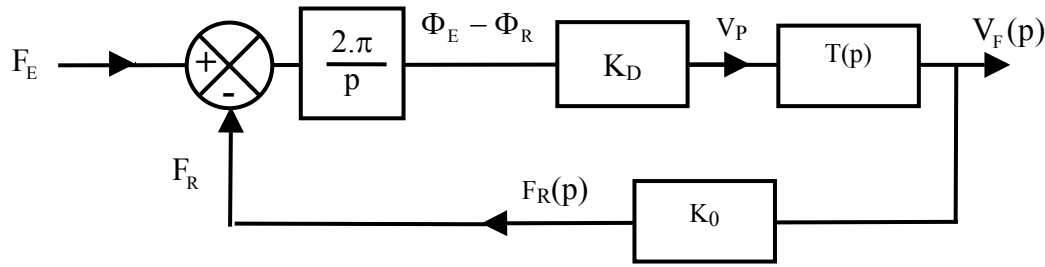 F_E
+
-
2.π
p
Φ_E – Φ_R
K_D
V_P
T(p)
V_F(p)
F_R
F_R(p)
K_0